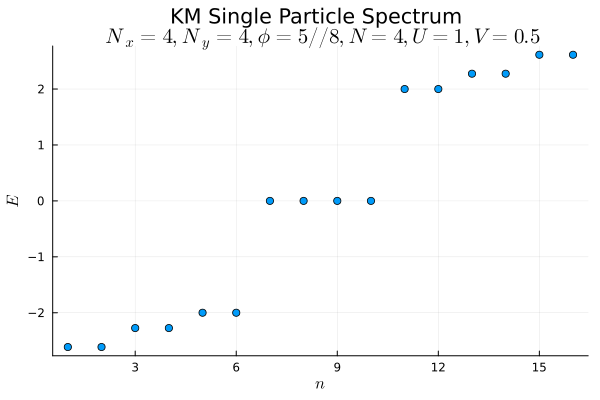 KM Single Particle Spectrum
N_x = 4, N_y = 4, ϕ = 5//8, N = 4, U = 1, V = 0.5
2
1
0
−1
−2
E
3 6 9 12 15
n